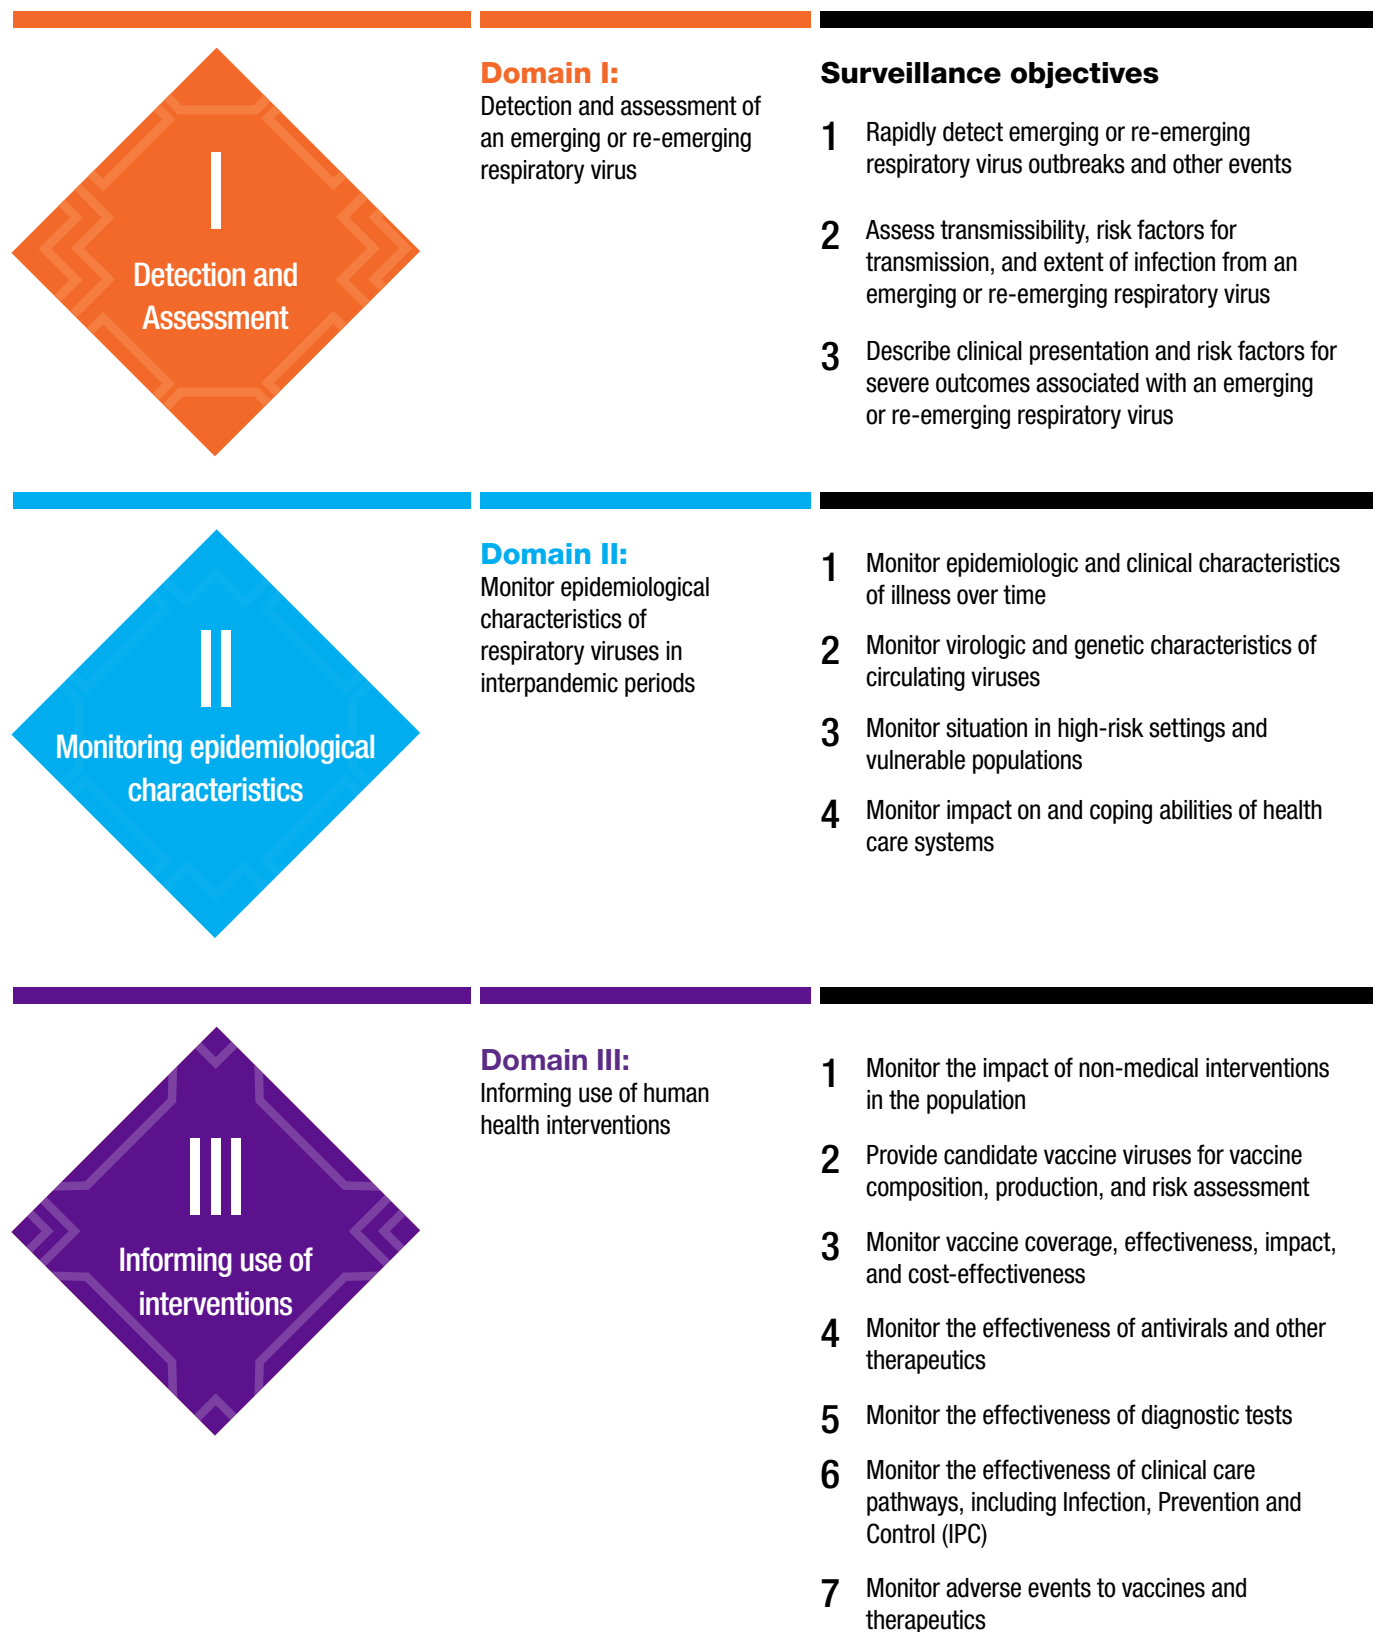 I
Detection and
Assessment
Domain I:
Detection and assessment of
an emerging or re-emerging
respiratory virus
Surveillance objectives
1 Rapidly detect emerging or re-emerging
respiratory virus outbreaks and other events
2 Assess transmissibility, risk factors for
transmission, and extent of infection from an
emerging or re-emerging respiratory virus
3 Describe clinical presentation and risk factors for
severe outcomes associated with an emerging
or re-emerging respiratory virus
II
Monitoring epidemiological
characteristics
Domain II:
Monitor epidemiological
characteristics of
respiratory viruses in
interpandemic periods
1 Monitor epidemiologic and clinical characteristics
of illness over time
2 Monitor virologic and genetic characteristics of
circulating viruses
3 Monitor situation in high-risk settings and
vulnerable populations
4 Monitor impact on and coping abilities of health
care systems
III
Informing use of
interventions
Domain III:
Informing use of human
health interventions
1 Monitor the impact of non-medical interventions
in the population
2 Provide candidate vaccine viruses for vaccine
composition, production, and risk assessment
3 Monitor vaccine coverage, effectiveness, impact,
and cost-effectiveness
4 Monitor the effectiveness of antivirals and other
therapeutics
5 Monitor the effectiveness of diagnostic tests
6 Monitor the effectiveness of clinical care
pathways, including Infection, Prevention and
Control (IPC)
7 Monitor adverse events to vaccines and
therapeutics